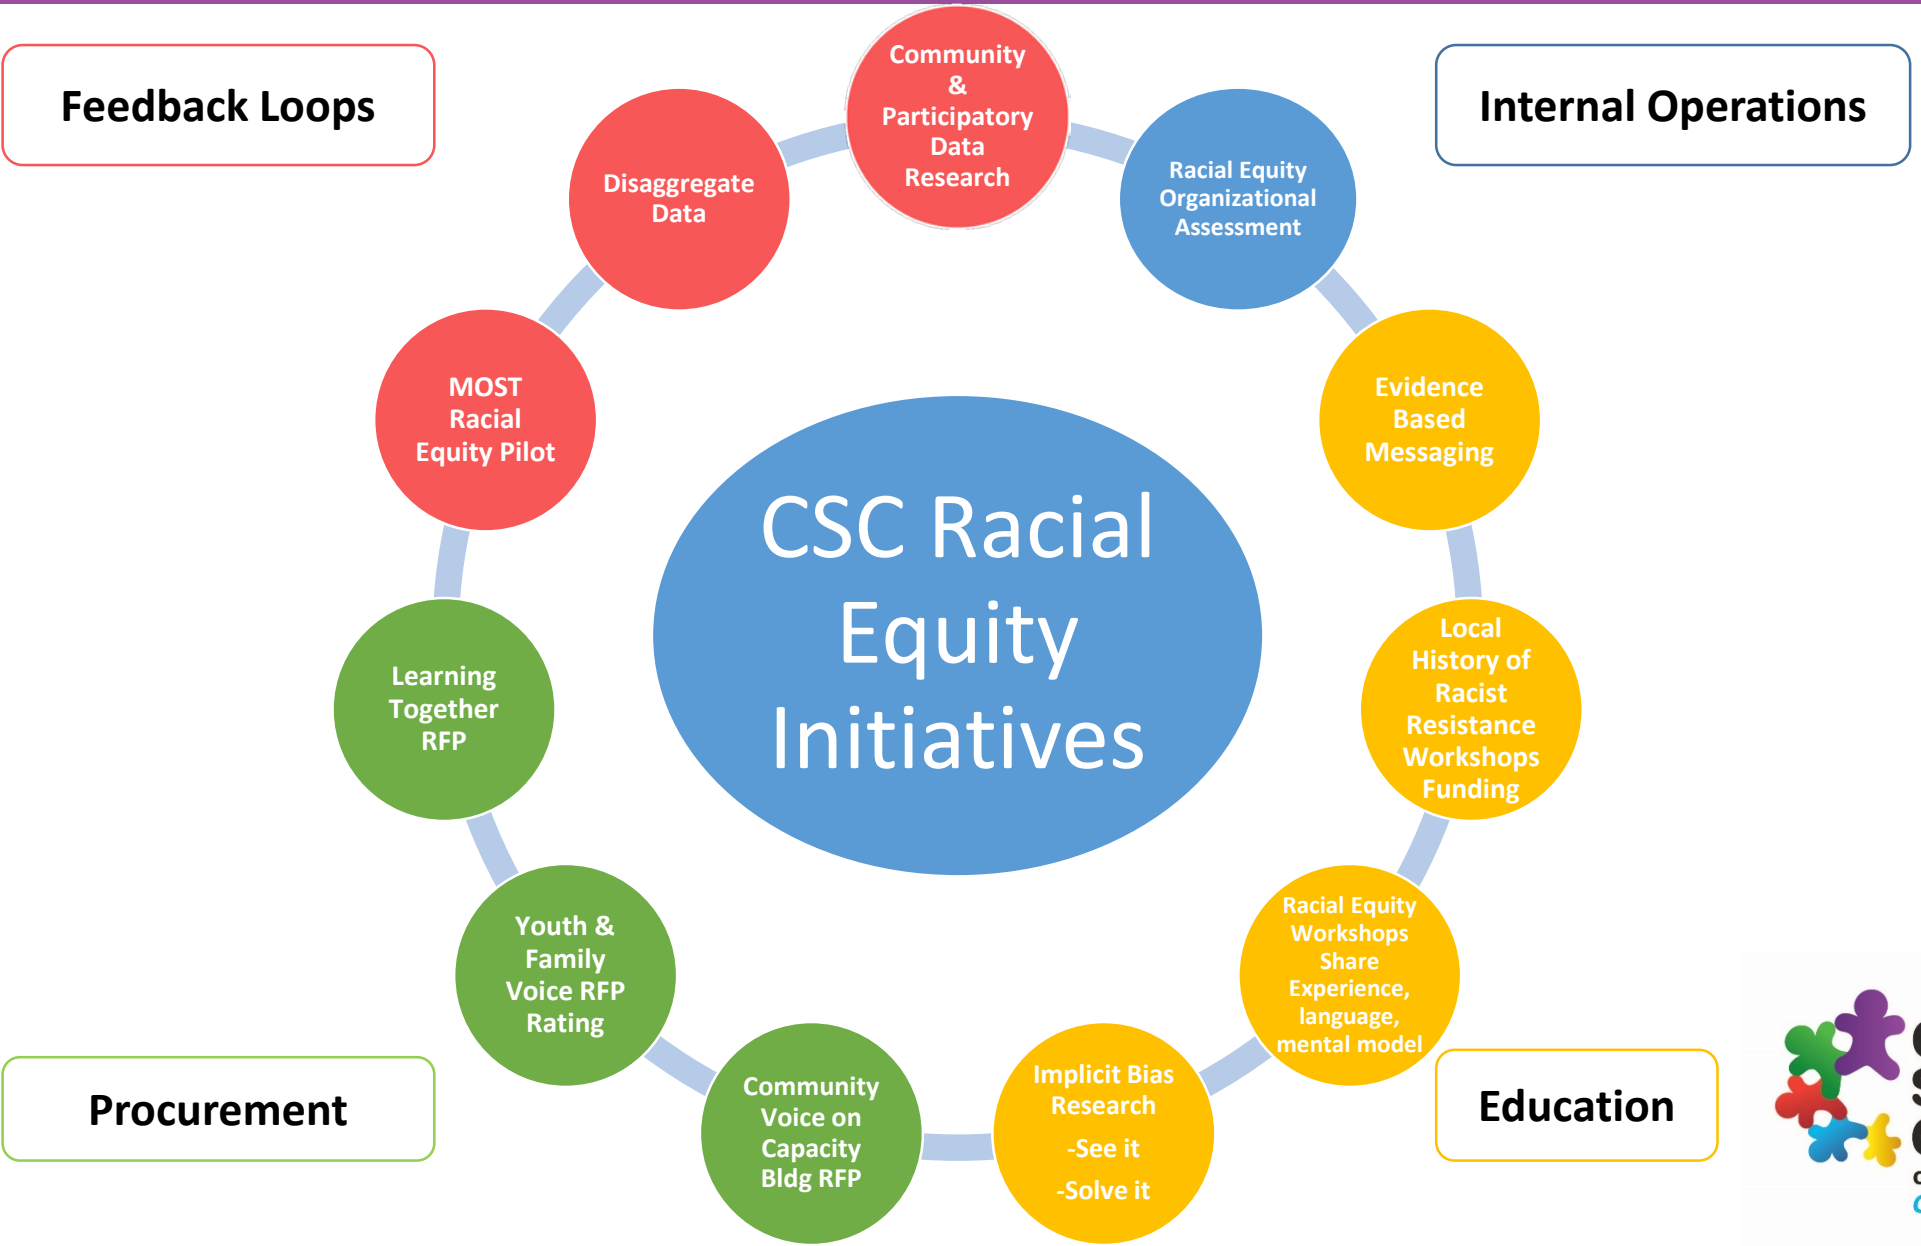 Feedback Loops
Community
&
Participatory
Data
Research
Internal Operations
Disaggregate
Data
Racial Equity
Organizational
Assessment
MOST
Racial
Equity Pilot
Evidence
Based
Messaging
CSC Racial
Equity
Initiatives
Learning
Together
RFP
Local
History of
Racist
Resistance
Workshops
Funding
Youth &
Family
Voice RFP
Rating
Racial Equity
Workshops
Share
Experience,
language,
mental model
Community
Voice on
Capacity
Bldg RFP
Implicit Bias
Research
-See it
-Solve it
Procurement
Education